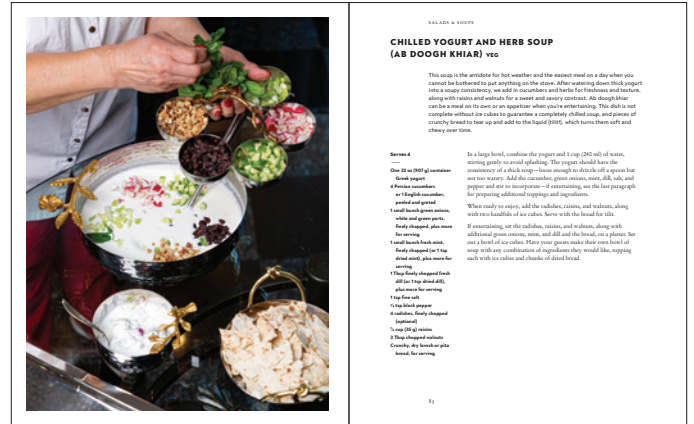 SALADS & SOUPS
CHILLED YOGURT AND HERB SOUP
(AB DOOGH KHIAR) VEG
This soup is the antidote for hot weather and the easiest meal on a day when you
cannot be bothered to put anything on the stove. After watering down thick yogurt
into a soupy consistency, we add in cucumbers and herbs for freshness and texture,
along with raisins and walnuts for a sweet and savory contrast. Ab doogh khiar
can be a meal on its own or an appetizer when you're entertaining. This dish is not
complete without ice cubes to guarantee a completely chilled soup, and pieces of
crunchy bread to tear up and add to the liquid (tilit!), which turns them soft and
chewy over time.
Serves 4
One 32 oz (907 g) container
Greek yogurt
4 Persian cucumbers
or 1 English cucumber,
peeled and grated
1 small bunch green onions,
white and green parts,
finely chopped, plus more
for serving
1 small bunch fresh mint,
finely chopped (or 1 tsp
dried mint), plus more for
serving
1 Tbsp finely chopped fresh
dill (or 1 tsp dried dill),
plus more for serving
1 tsp fine salt
tsp black pepper
4 radishes, finely chopped
(optional)
¼ cup (35 g) raisins
2 Tbsp chopped walnuts
Crunchy, dry lavash or pita
bread, for serving
In a large bowl, combine the yogurt and 1 cup (240 ml) of water,
stirring gently to avoid splashing. The yogurt should have the
consistency of a thick soup—loose enough to drizzle off a spoon but
not too watery. Add the cucumber, green onions, mint, dill, salt, and
pepper and stir to incorporate—if entertaining, see the last paragraph
for preparing additional toppings and ingredients.
When ready to enjoy, add the radishes, raisins, and walnuts, along
with two handfuls of ice cubes. Serve with the bread for tilit.
If entertaining, set the radishes, raisins, and walnuts, along with
additional green onions, mint, and dill and the bread, on a platter. Set
out a bowl of ice cubes. Have your guests make their own bowl of
soup with any combination of ingredients they would like, topping
each with ice cubes and chunks of dried bread.
85